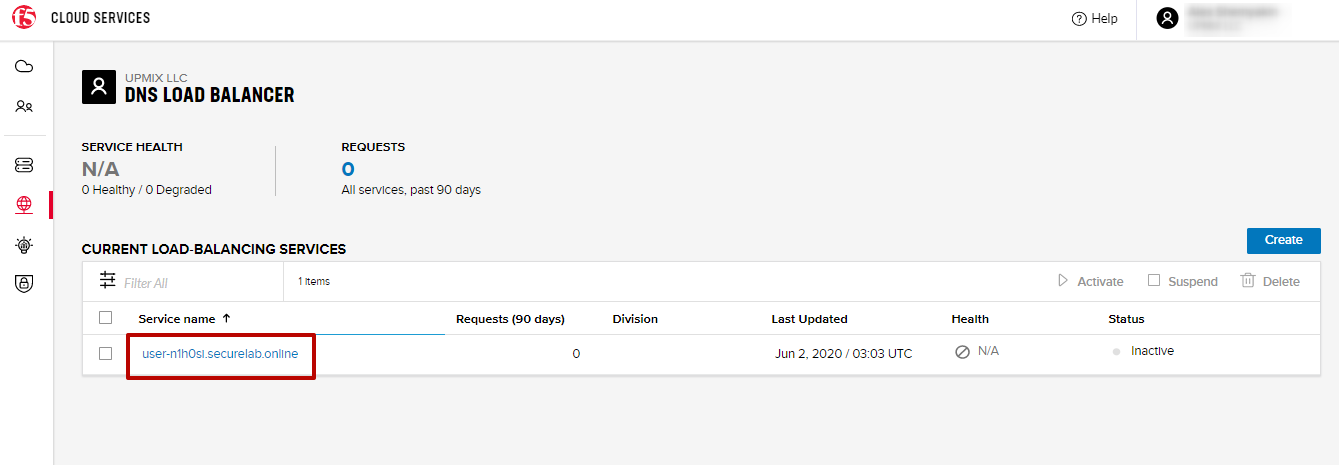 f5 CLOUD SERVICES
Help
UPMIX LLC
DNS LOAD BALANCER
SERVICE HEALTH
N/A
0 Healthy / 0 Degraded
REQUESTS
0
All services, past 90 days
CURRENT LOAD-BALANCING SERVICES
Create
Filter All
1 Items
Activate
Suspend
Delete
Service name ↑ Requests (90 days) Division Last Updated Health Status
user-n1h0sl.securelab.online 0 Jun 2, 2020 / 03:03 UTC N/A Inactive